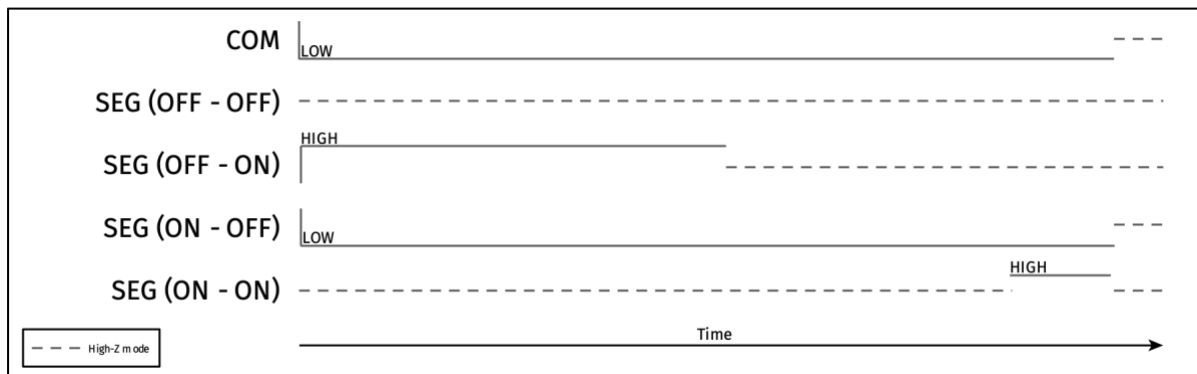 COM
LOW
SEG (OFF - OFF)
HIGH
SEG (OFF - ON)
SEG (ON - OFF)
LOW
HIGH
SEG (ON - ON)
Time
High-Z mode